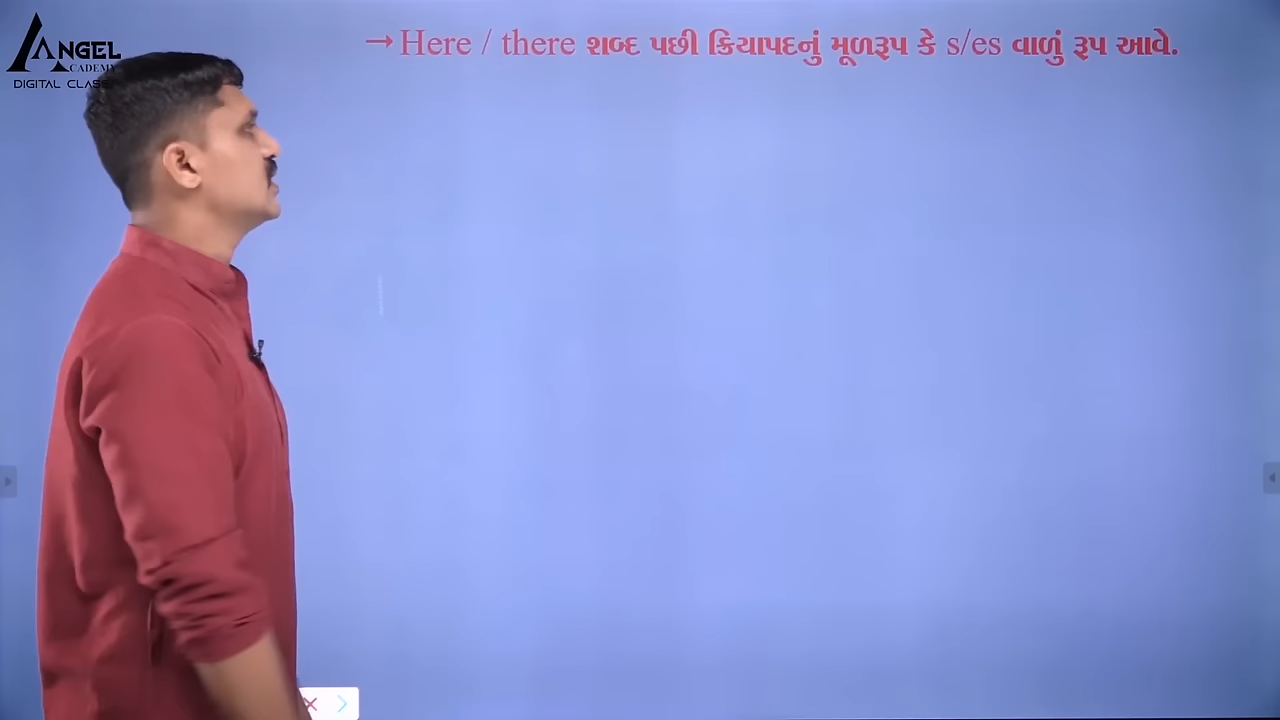 ANGEL
ACADEMY
DIGITAL CLASS
→ Here / there શબ્દ પછી ક્રિયાપદનું મૂળરૂપ કે s/es વાળું રૂપ આવે.